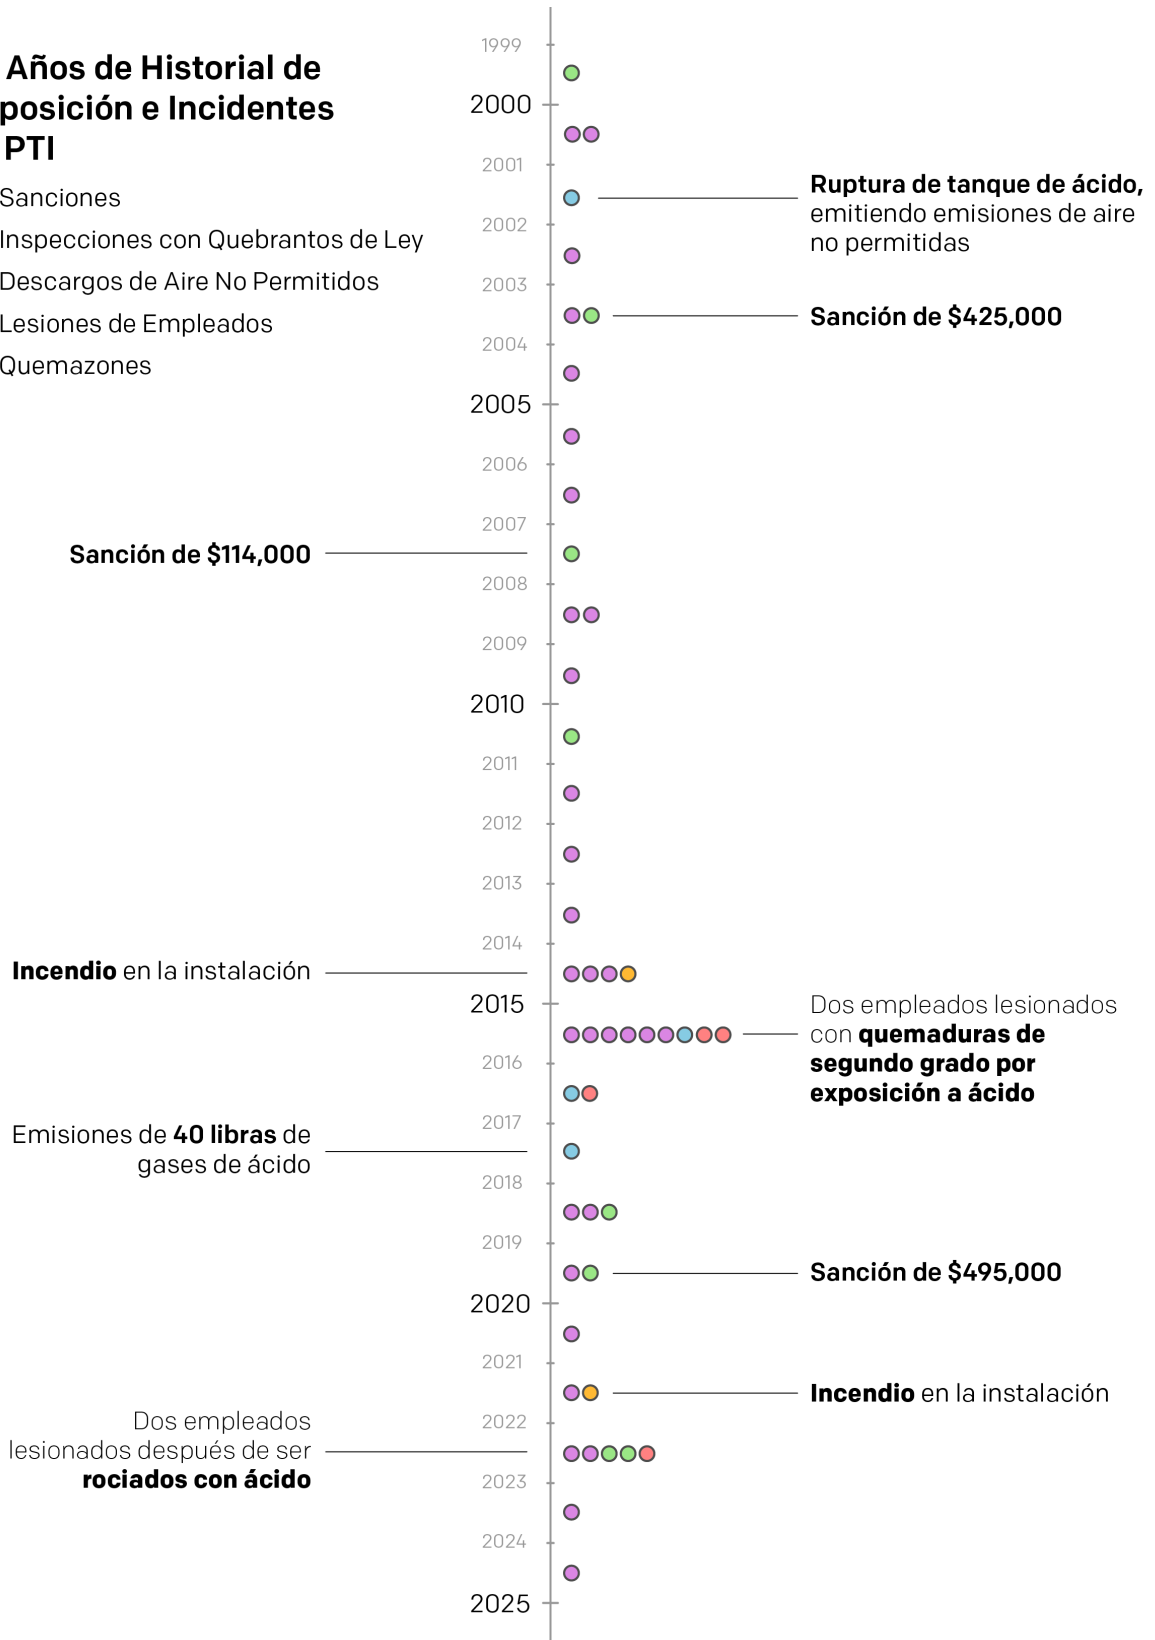 Años de Historial de
posición e Incidentes
PTI
Sanciones
Inspecciones con Quebrantos de Ley
Descargos de Aire No Permitidos
Lesiones de Empleados
Quemazones
1999
2000
2001
Ruptura de tanque de ácido,
emitiendo emisiones de aire
no permitidas
2002
2003
Sanción de $425,000
2004
2005
2006
2007
Sanción de $114,000
2008
2009
2010
2011
2012
2013
2014
Incendio en la instalación
2015
Dos empleados lesionados
con quemaduras de
segundo grado por
exposición a ácido
2016
2017
Emisiones de 40 libras de
gases de ácido
2018
2019
Sanción de $495,000
2020
2021
Incendio en la instalación
2022
Dos empleados
lesionados después de ser
rociados con ácido
2023
2024
2025